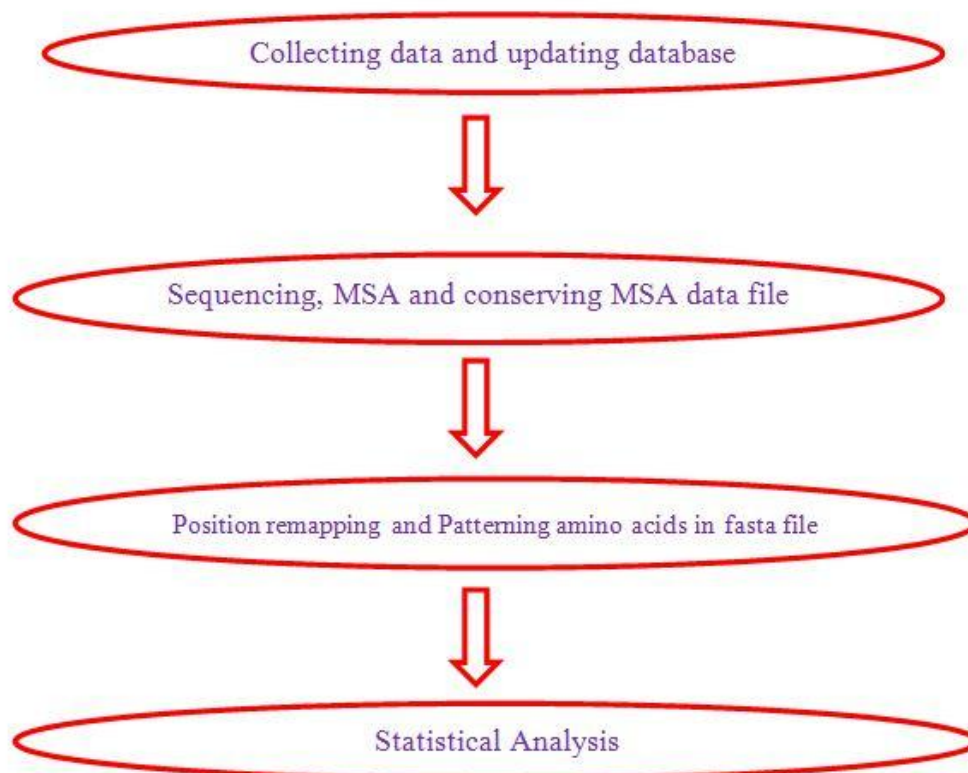 Collecting data and updating database
Sequencing, MSA and conserving MSA data file
Position remapping and Patterning amino acids in fasta file
Statistical Analysis